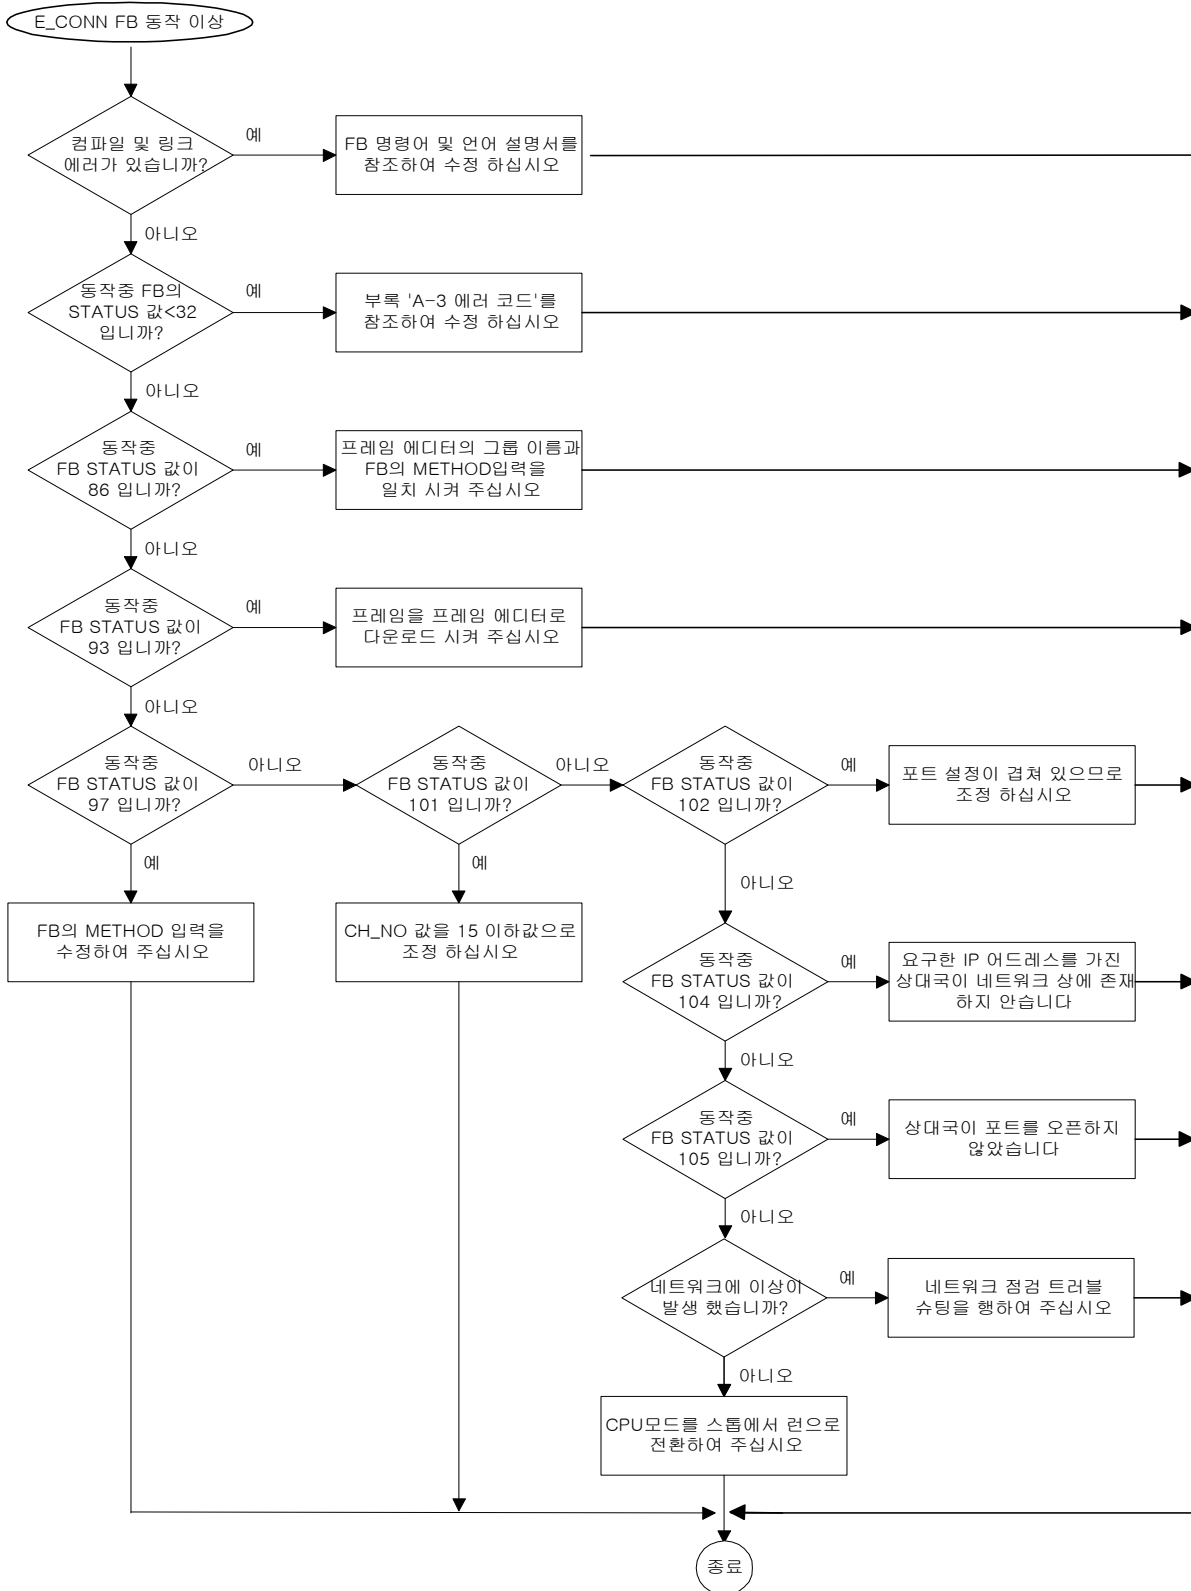 E_CONN FB 동작 이상
컴파일 및 링크
에러가 있습니까?
예
FB 명령어 및 언어 설명서를
참조하여 수정 하십시오
아니오
동작중 FB의
STATUS 값<32
입니까?
예
부록 'A-3 에러 코드'를
참조하여 수정 하십시오
아니오
동작중
FB STATUS 값이
86 입니까?
예
프레임 에디터의 그룹 이름과
FB의 METHOD입력을
일치 시켜 주십시오
아니오
동작중
FB STATUS 값이
93 입니까?
예
프레임을 프레임 에디터로
다운로드 시켜 주십시오
아니오
동작중
FB STATUS 값이
97 입니까?
아니오
동작중
FB STATUS 값이
101 입니까?
아니오
동작중
FB STATUS 값이
102 입니까?
예
포트 설정이 겹쳐 있으므로
조정 하십시오
예
FB의 METHOD 입력을
수정하여 주십시오
예
CH_NO 값을 15 이하값으로
조정 하십시오
아니오
동작중
FB STATUS 값이
104 입니까?
예
요구한 IP 어드레스를 가진
상대국이 네트워크 상에 존재
하지 안습니다
아니오
동작중
FB STATUS 값이
105 입니까?
예
상대국이 포트를 오픈하지
않았습니다
아니오
네트워크에 이상이
발생 했습니까?
예
네트워크 점검 트러블
슈팅을 행하여 주십시오
아니오
CPU모드를 스톱에서 런으로
전환하여 주십시오
종료